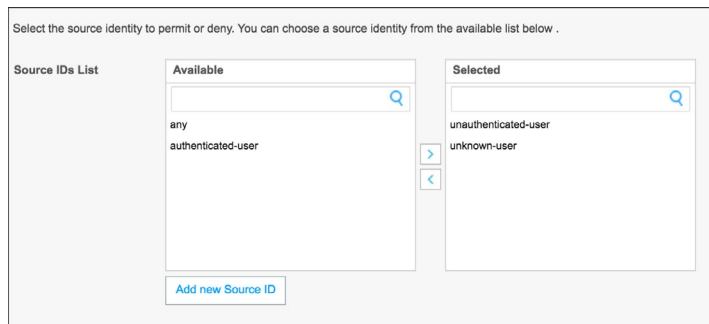 Select the source identity to permit or deny. You can choose a source identity from the available list below .
Source IDs List
Available
Selected
any
authenticated-user
unauthenticated-user
unknown-user
>
<
Add new Source ID